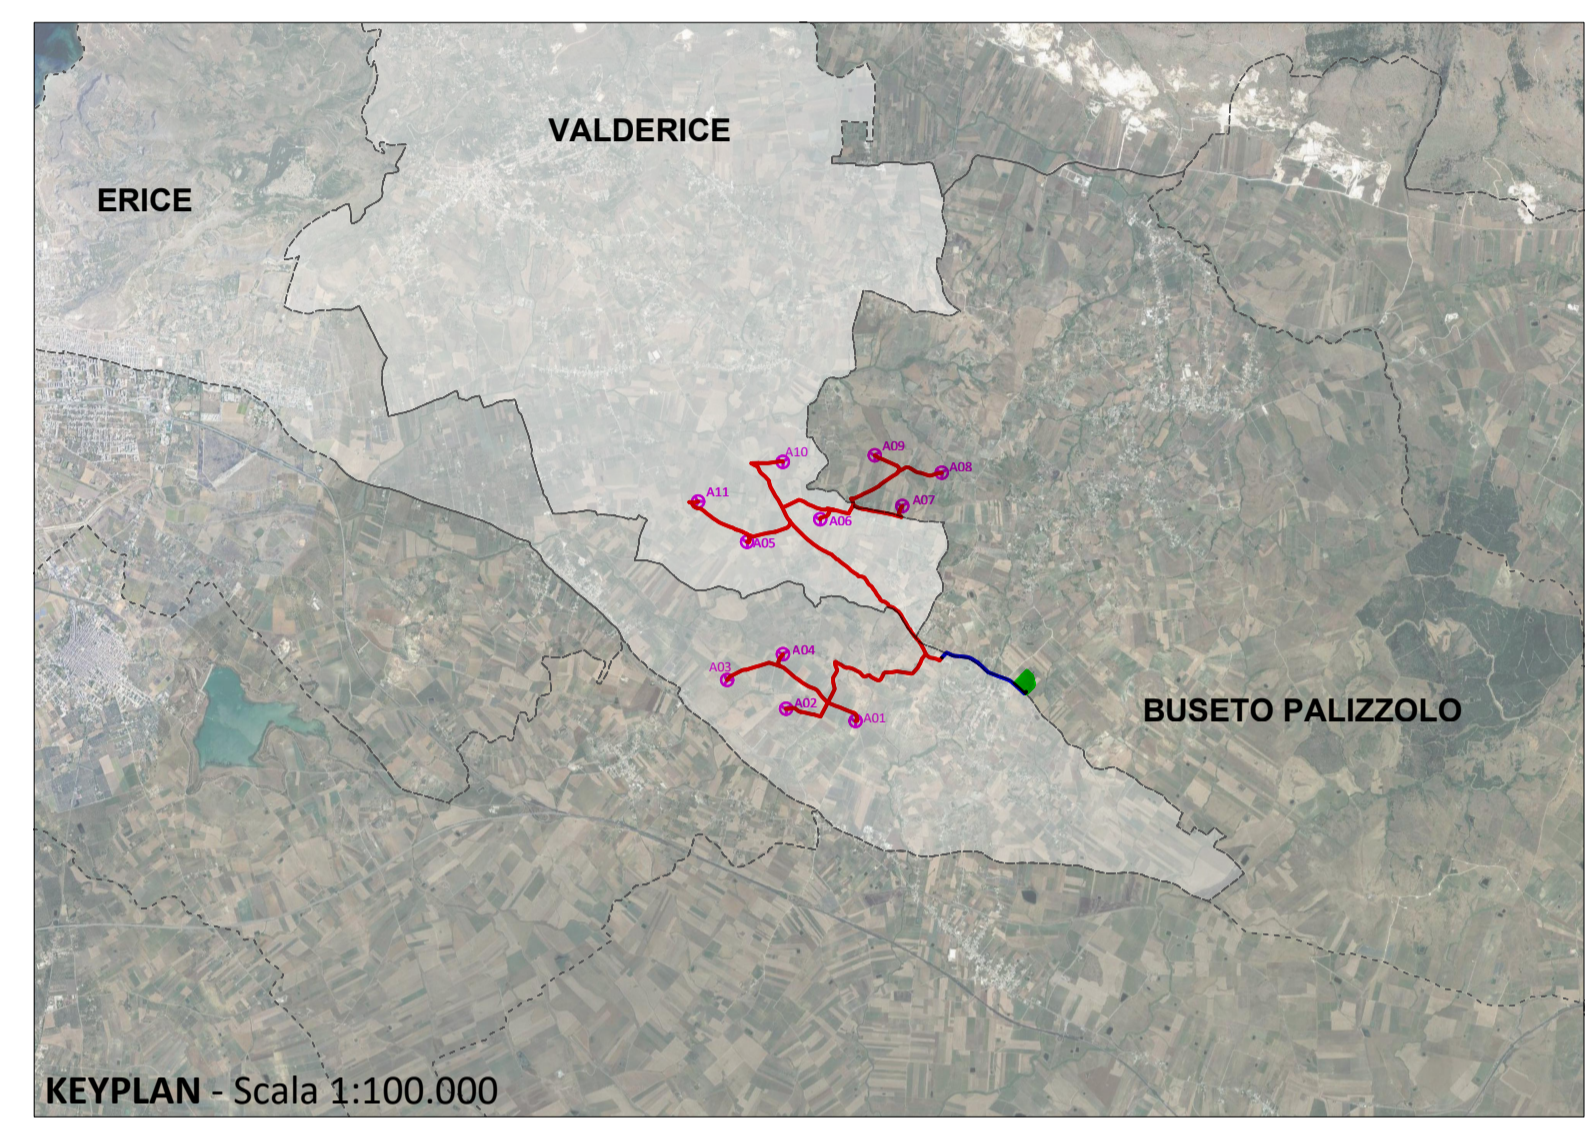 VALDERICE
ERICE
A09
A10
A08
A11
A07
A06
A05
A04
A03
A02
BUSETO PALIZZOLO
A01
KEYPLAN - Scala 1:100.000